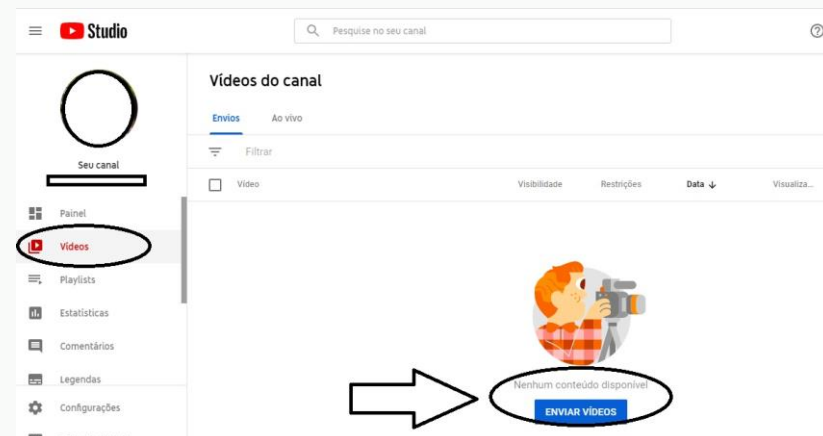 Studio
Pesquise no seu canal
Vídeos do canal
Envios Ao vivo
Filtrar
Seu canal
Vídeo Visibilidade Restrições Data ↓ Visualiza...
Painel
Vídeos
Playlists
Estatísticas
Comentários
Legendas
Configurações
Nenhum conteúdo disponível
ENVIAR VÍDEOS